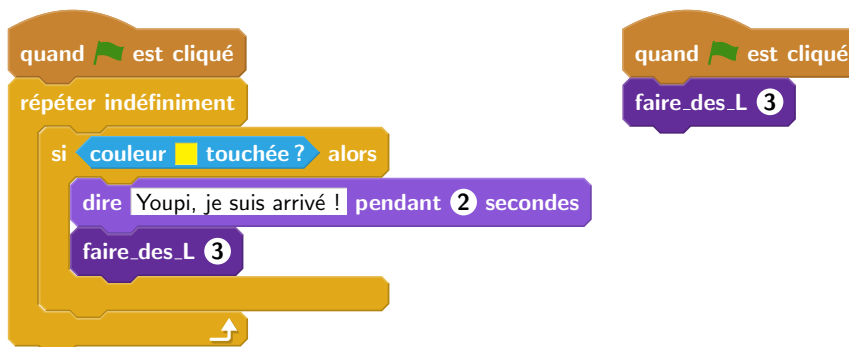 quand est cliqué
répéter indéfiniment
si couleur touchée ? alors
dire Youpi, je suis arrivé ! pendant 2 secondes
faire_des_L 3
quand est cliqué
faire_des_L 3